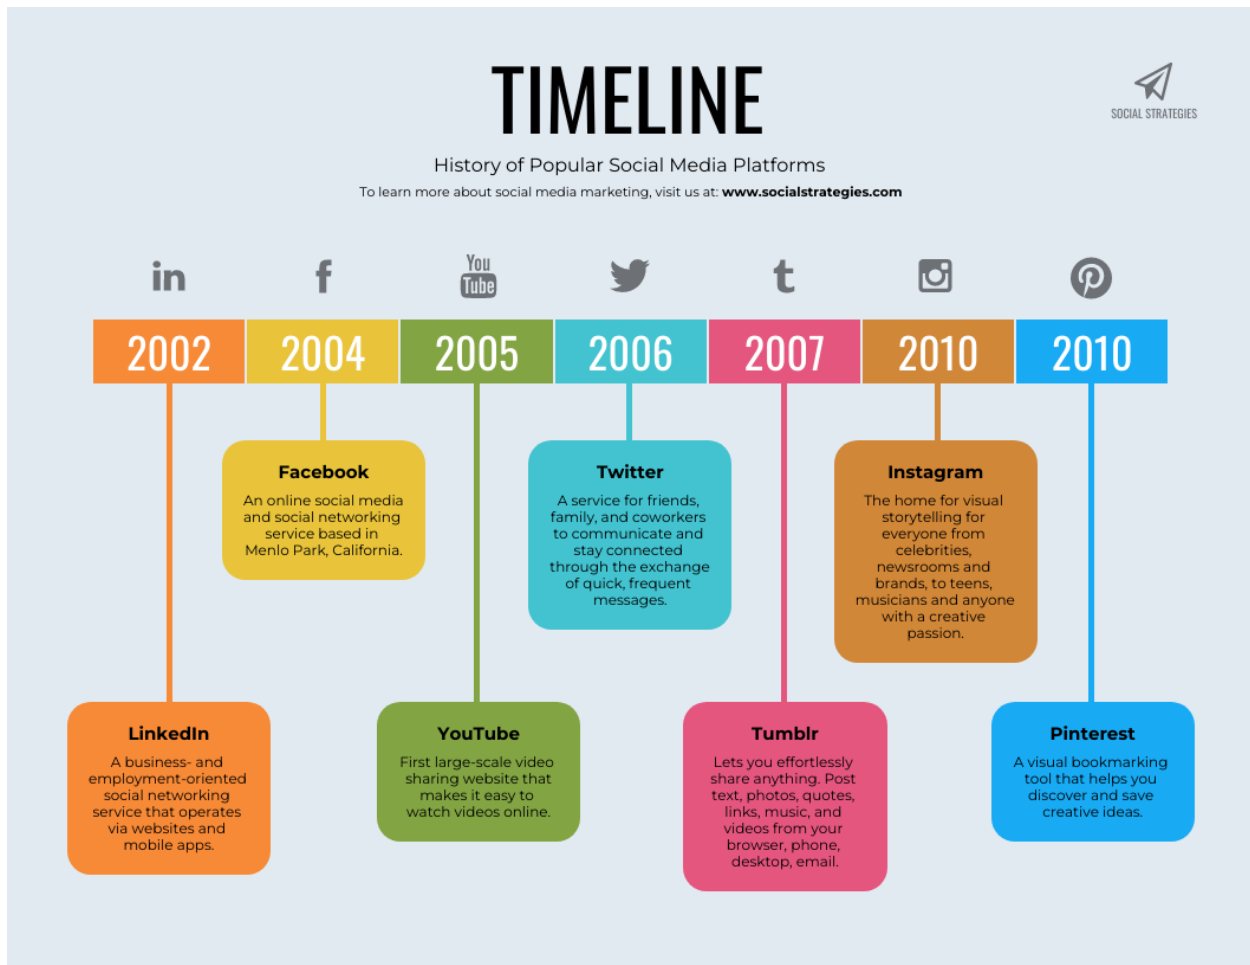 TIMELINE
SOCIAL STRATEGIES
History of Popular Social Media Platforms
To learn more about social media marketing, visit us at: www.socialstrategies.com
in
f
You
Tube
t
2002
2004
2005
2006
2007
2010
2010
Facebook
An online social media
and social networking
service based in
Menlo Park, California.
Twitter
A service for friends,
family, and coworkers
to communicate and
stay connected
through the exchange
of quick, frequent
messages.
Instagram
The home for visual
storytelling for
everyone from
celebrities,
newsrooms and
brands, to teens,
musicians and anyone
with a creative
passion.
LinkedIn
A business- and
employment-oriented
social networking
service that operates
via websites and
mobile apps.
YouTube
First large-scale video
sharing website that
makes it easy to
watch videos online.
Tumblr
Lets you effortlessly
share anything. Post
text, photos, quotes,
links, music, and
videos from your
browser, phone,
desktop, email.
Pinterest
A visual bookmarking
tool that helps you
discover and save
creative ideas.